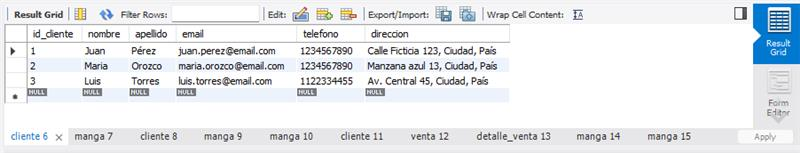 Result Grid Filter Rows: Edit: Export/Import: Wrap Cell Content: IA
id_cliente nombre apellido email telefono direccion
1 Juan Pérez juan.perez@email.com 1234567890 Calle Ficticia 123, Ciudad, País
2 Maria Orozco maria.orozco@email.com 1234567890 Manzana azul 13, Ciudad, País
3 Luis Torres luis.torres@email.com 1122334455 Av. Central 45, Ciudad, País
NULL NULL NULL NULL NULL NULL
Result
Grid
Form
Editor
cliente 6 manga 7 cliente 8 manga 9 manga 10 cliente 11 venta 12 detalle_venta 13 manga 14 manga 15 Apply